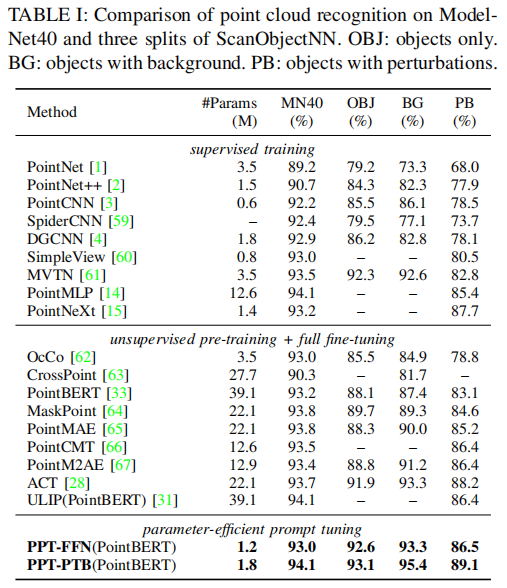 TABLE I: Comparison of point cloud recognition on Model-
Net40 and three splits of ScanObjectNN. OBJ: objects only.
BG: objects with background. PB: objects with perturbations.
Method #Params (M) MN40 (%) OBJ (%) BG (%) PB (%)
supervised training
PointNet [1] 3.5 89.2 79.2 73.3 68.0
PointNet++ [2] 1.5 90.7 84.3 82.3 77.9
PointCNN [3] 0.6 92.2 85.5 86.1 78.5
SpiderCNN [59] – 92.4 79.5 77.1 73.7
DGCNN [4] 1.8 92.9 86.2 82.8 78.1
SimpleView [60] 0.8 93.0 – – 80.5
MVTN [61] 3.5 93.5 92.3 92.6 82.8
PointMLP [14] 12.6 94.1 – – 85.4
PointNeXt [15] 1.4 93.2 – – 87.7
unsupervised pre-training + full fine-tuning
OcCo [62] 3.5 93.0 85.5 84.9 78.8
CrossPoint [63] 27.7 90.3 – 81.7 –
PointBERT [33] 39.1 93.2 88.1 87.4 83.1
MaskPoint [64] 22.1 93.8 89.7 89.3 84.6
PointMAE [65] 22.1 93.8 88.3 90.0 85.2
PointCMT [66] 12.6 93.5 – – 86.4
PointM2AE [67] 12.9 93.4 88.8 91.2 86.4
ACT [28] 22.1 93.7 91.9 93.3 88.2
ULIP(PointBERT) [31] 39.1 94.1 – – 86.4
parameter-efficient prompt tuning
PPT-FFN(PointBERT) 1.2 93.0 92.6 93.3 86.5
PPT-PTB(PointBERT) 1.8 94.1 93.1 95.4 89.1